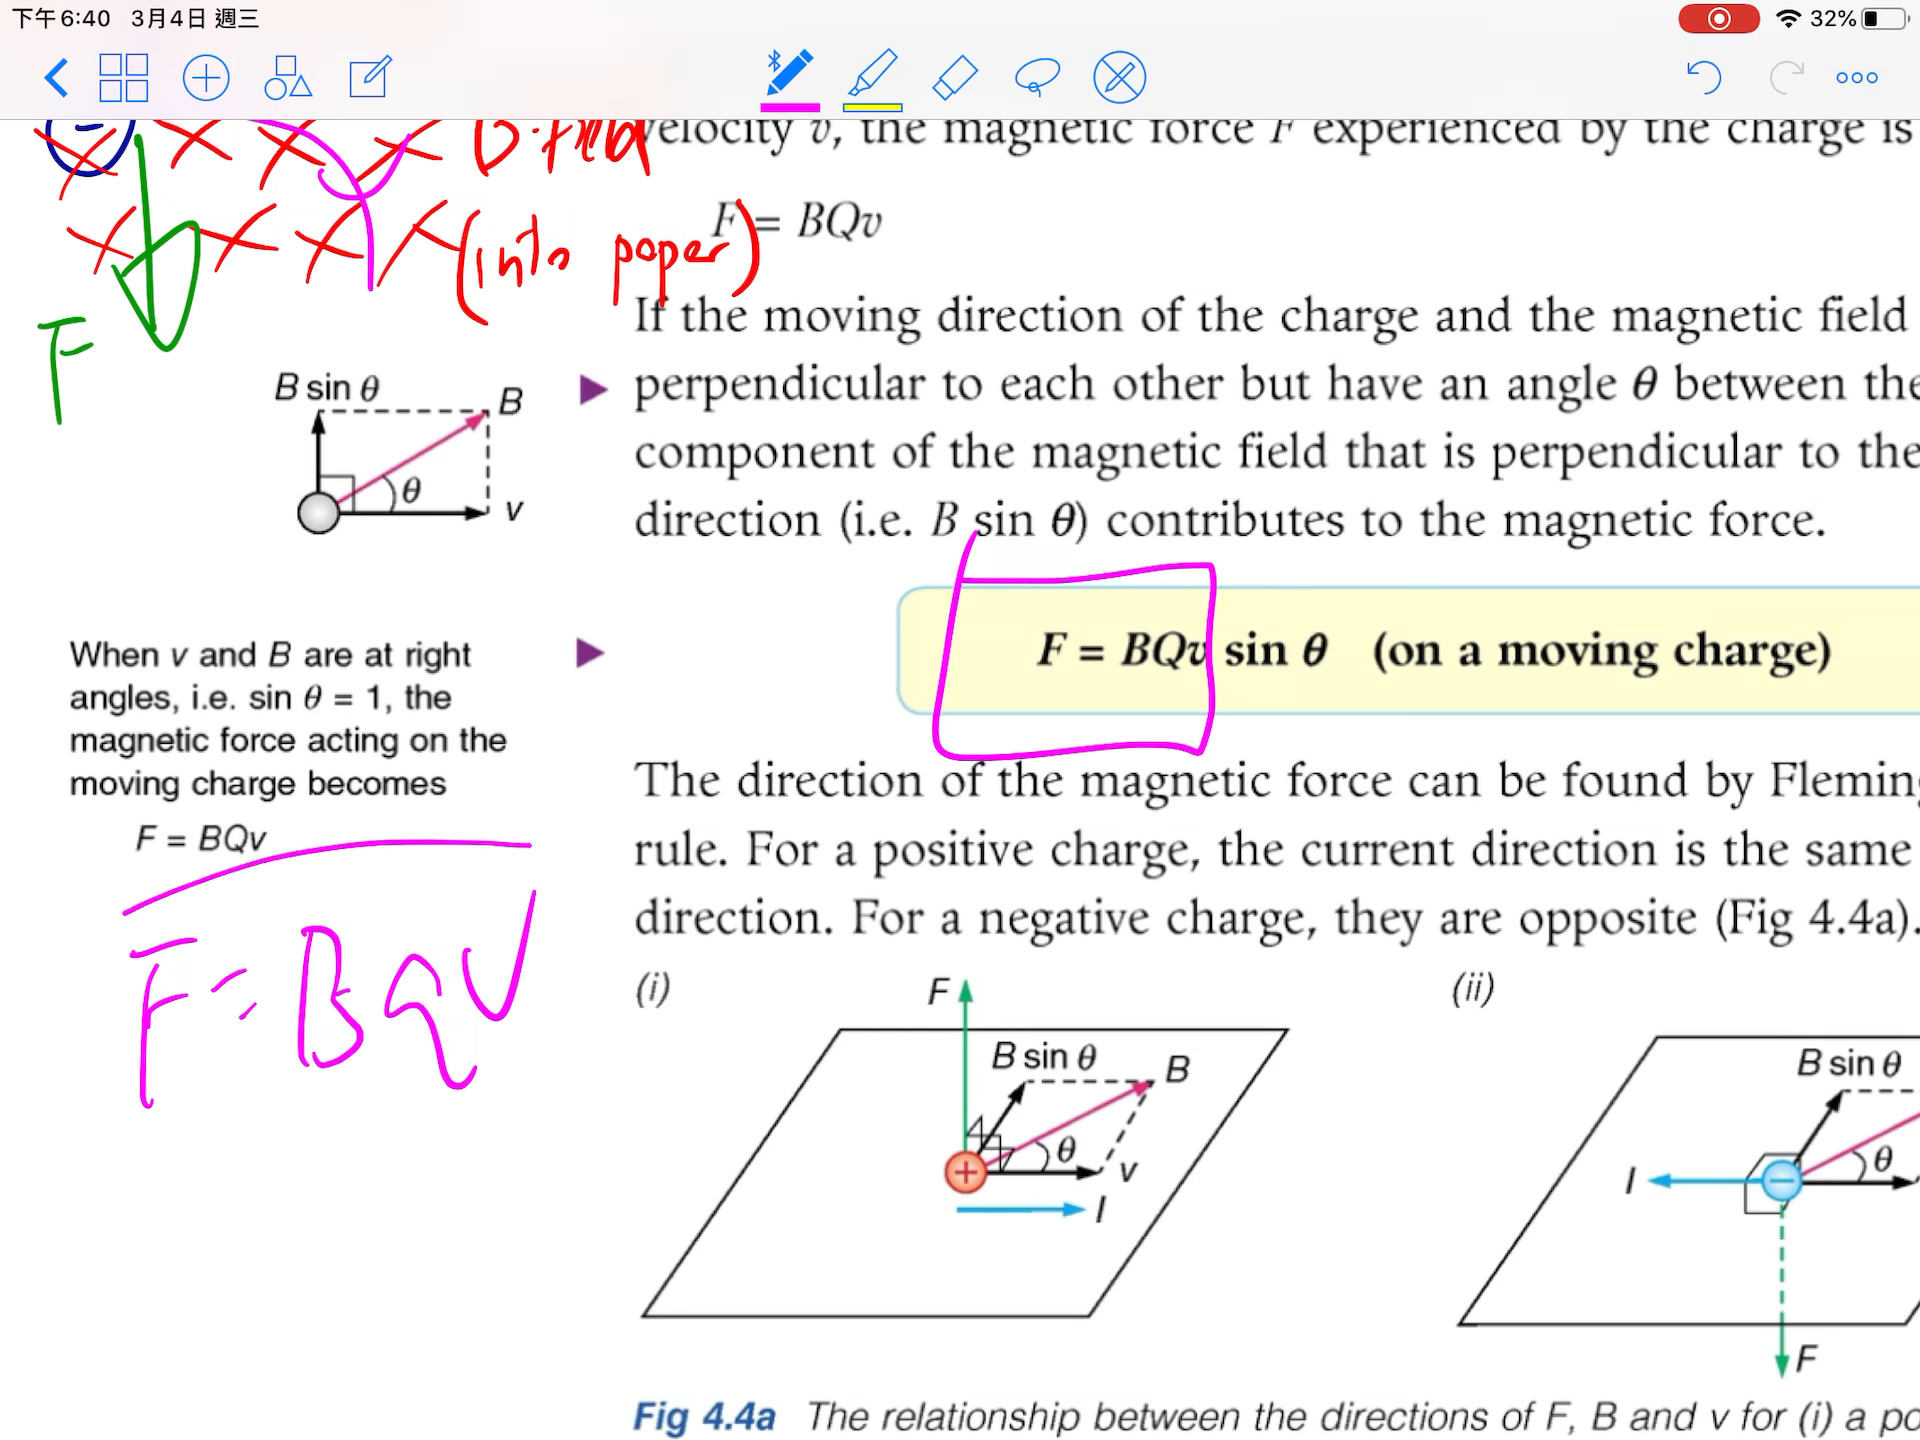 下午6:40 3月4日 週三
32%
B-field
velocity v, the magnetic force F experienced by the charge is
F = BQv
(into paper)
F
If the moving direction of the charge and the magnetic field
perpendicular to each other but have an angle θ between the
component of the magnetic field that is perpendicular to the
direction (i.e. B sin θ) contributes to the magnetic force.
B sin θ
B
θ
v
F = BQv sin θ (on a moving charge)
When v and B are at right
angles, i.e. sin θ = 1, the
magnetic force acting on the
moving charge becomes
F = BQv
F = BqV
The direction of the magnetic force can be found by Fleming
rule. For a positive charge, the current direction is the same
direction. For a negative charge, they are opposite (Fig 4.4a).
(i)
F
B sin θ
B
θ
+
v
I
(ii)
B sin θ
I
−
θ
F
Fig 4.4a The relationship between the directions of F, B and v for (i) a po